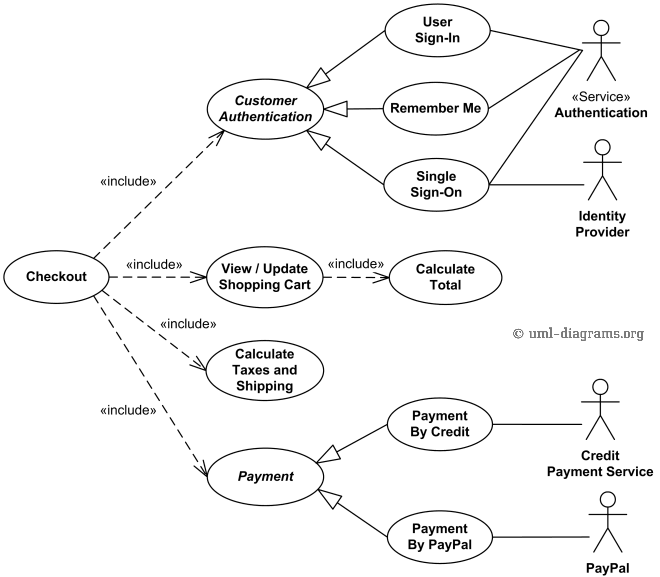 User
Sign-In
Customer
Authentication
Remember Me
«Service»
Authentication
«include»
Single
Sign-On
Identity
Provider
Checkout
«include»
View / Update
Shopping Cart
«include»
Calculate
Total
«include»
Calculate
Taxes and
Shipping
© uml-diagrams.org
«include»
Payment
Payment
By Credit
Credit
Payment Service
Payment
By PayPal
PayPal